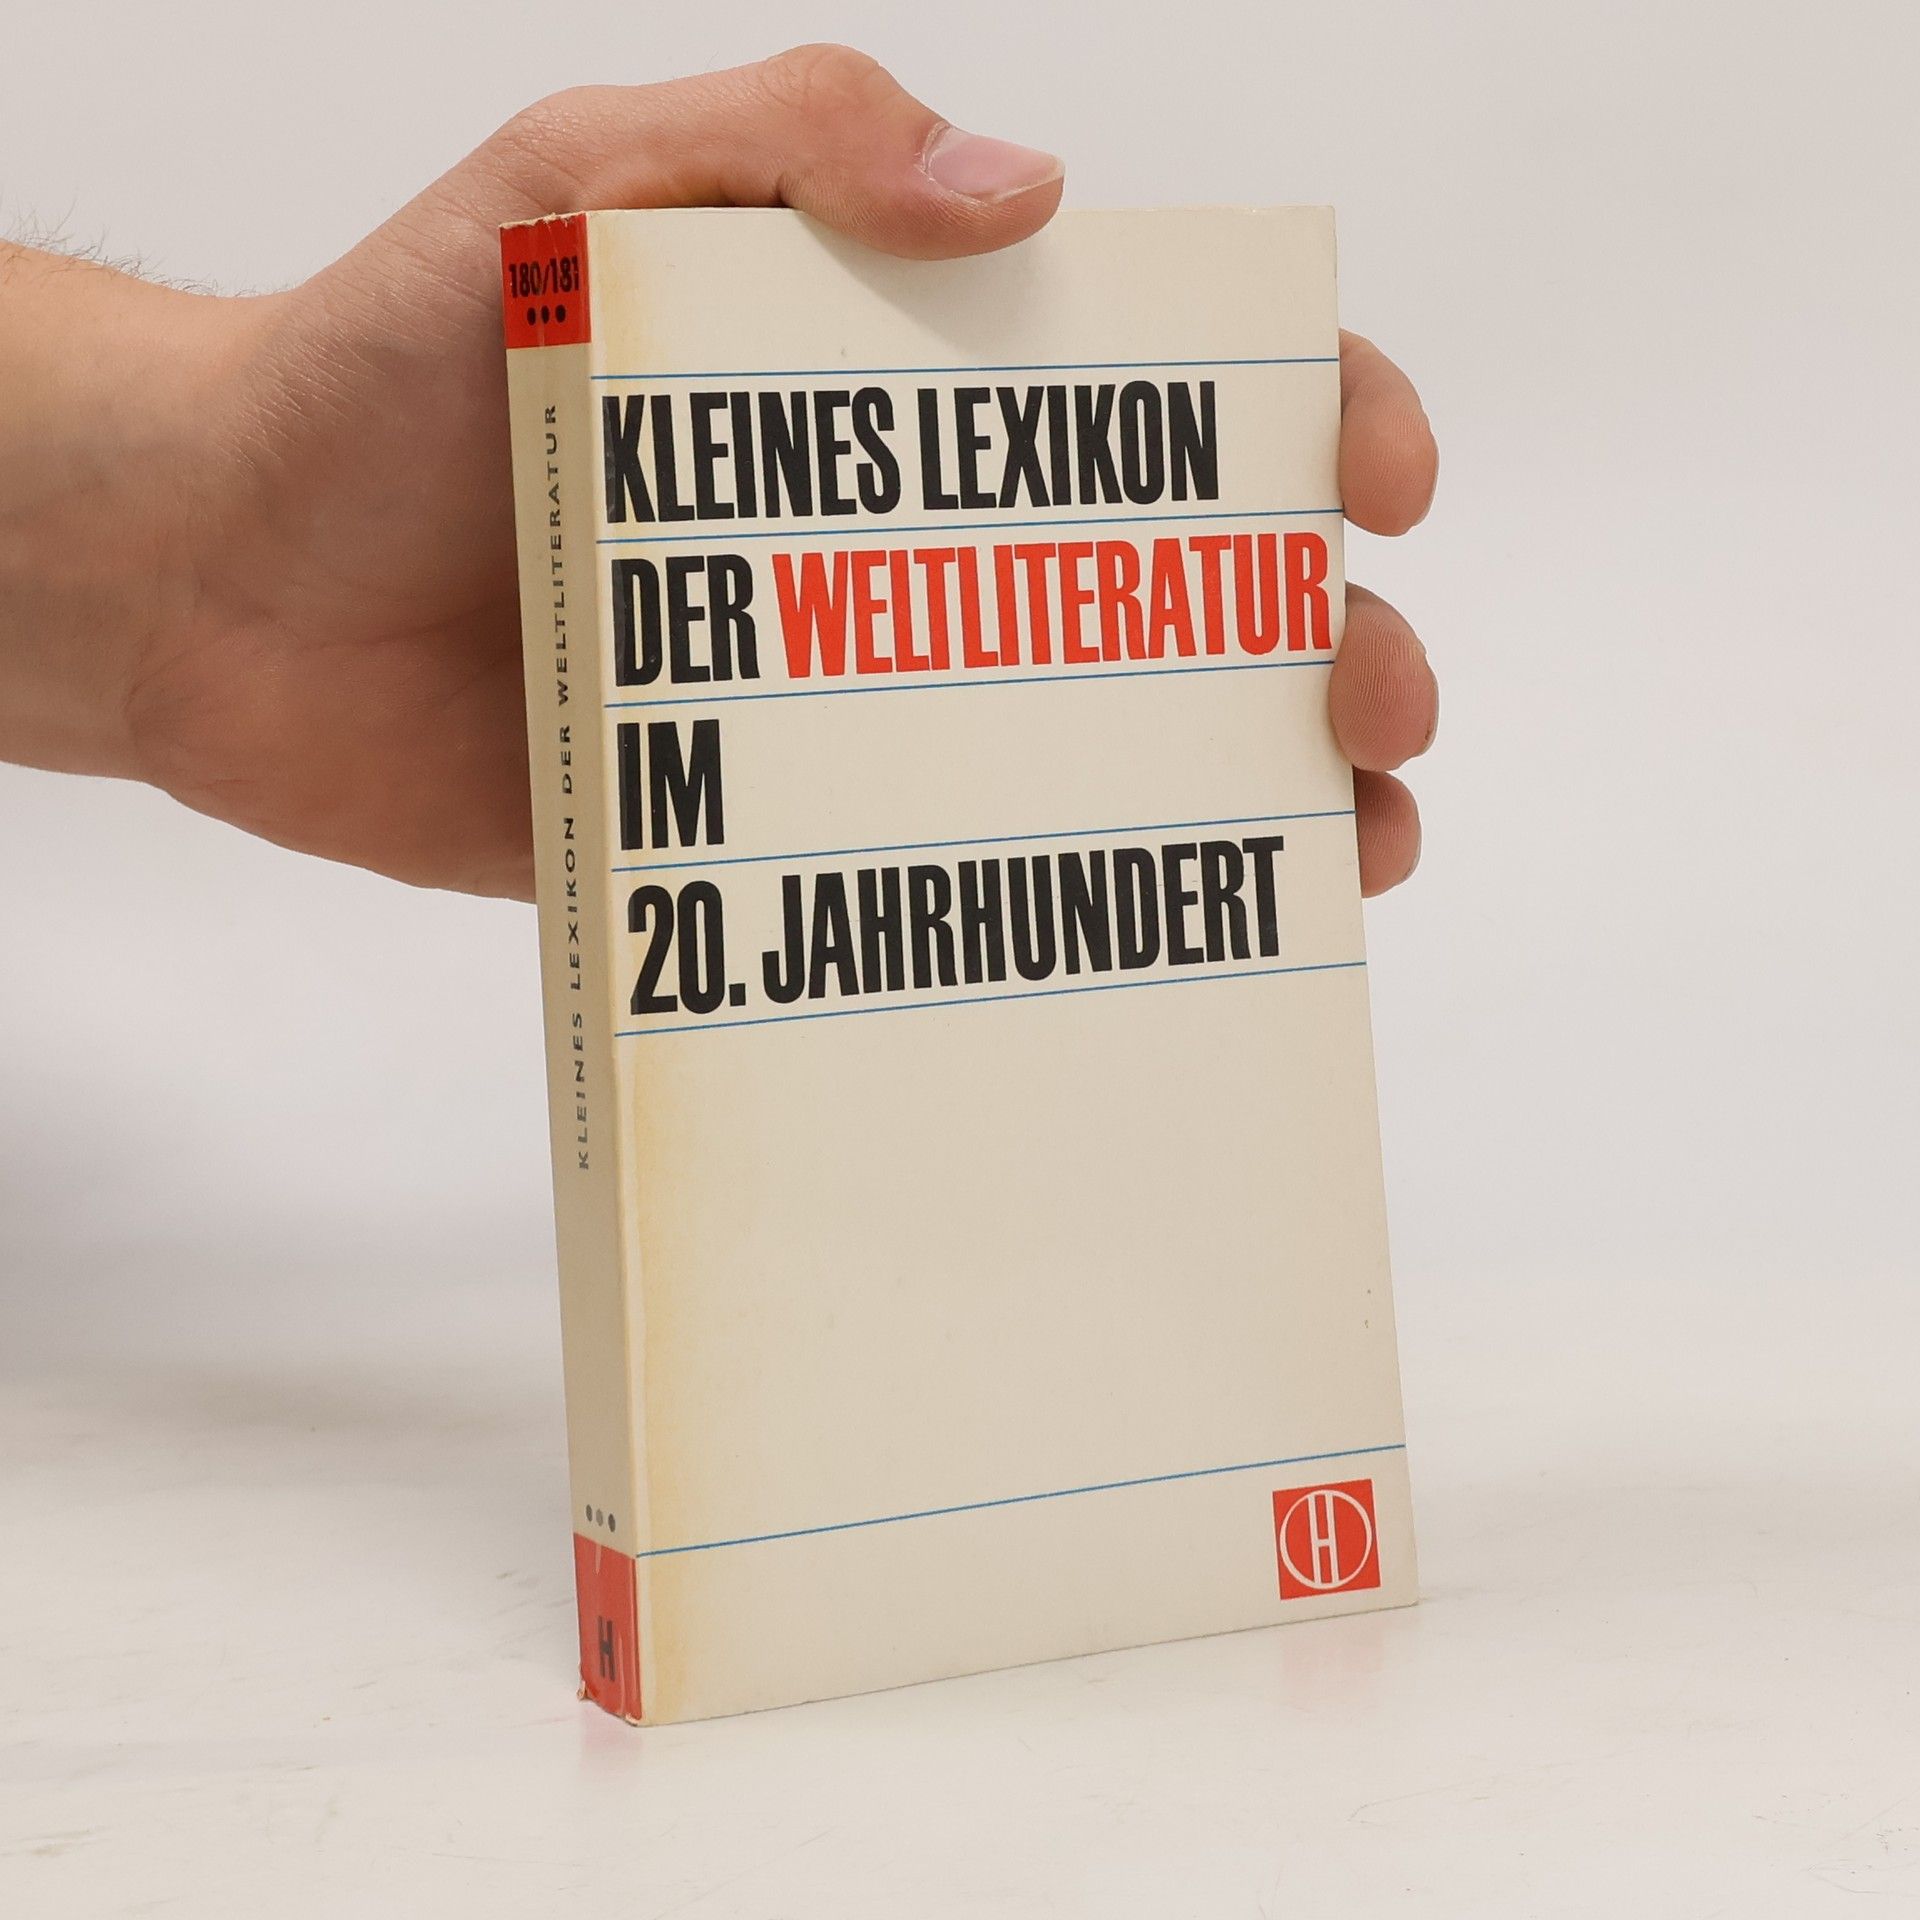 180/181
KLEINES LEXIKON DER WELTLITERATUR
H
KLEINES LEXIKON
DER WELTLITERATUR
IM
20. JAHRHUNDERT
H